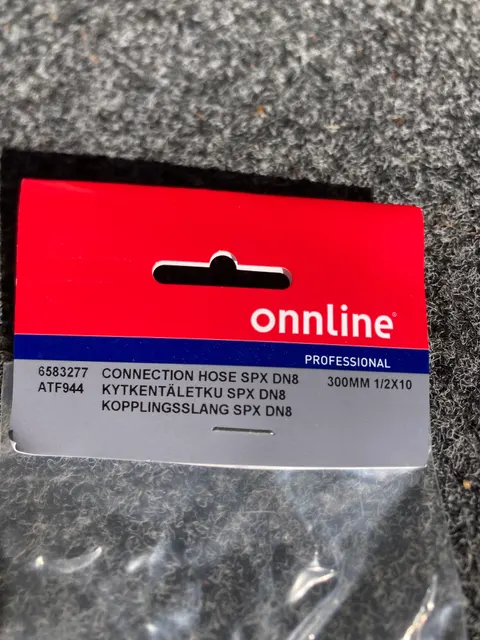 onnline®
PROFESSIONAL
6583277 CONNECTION HOSE SPX DN8 300MM 1/2X10
ATF944 KYTKENTÄLETKU SPX DN8
KOPPLINGSSLANG SPX DN8